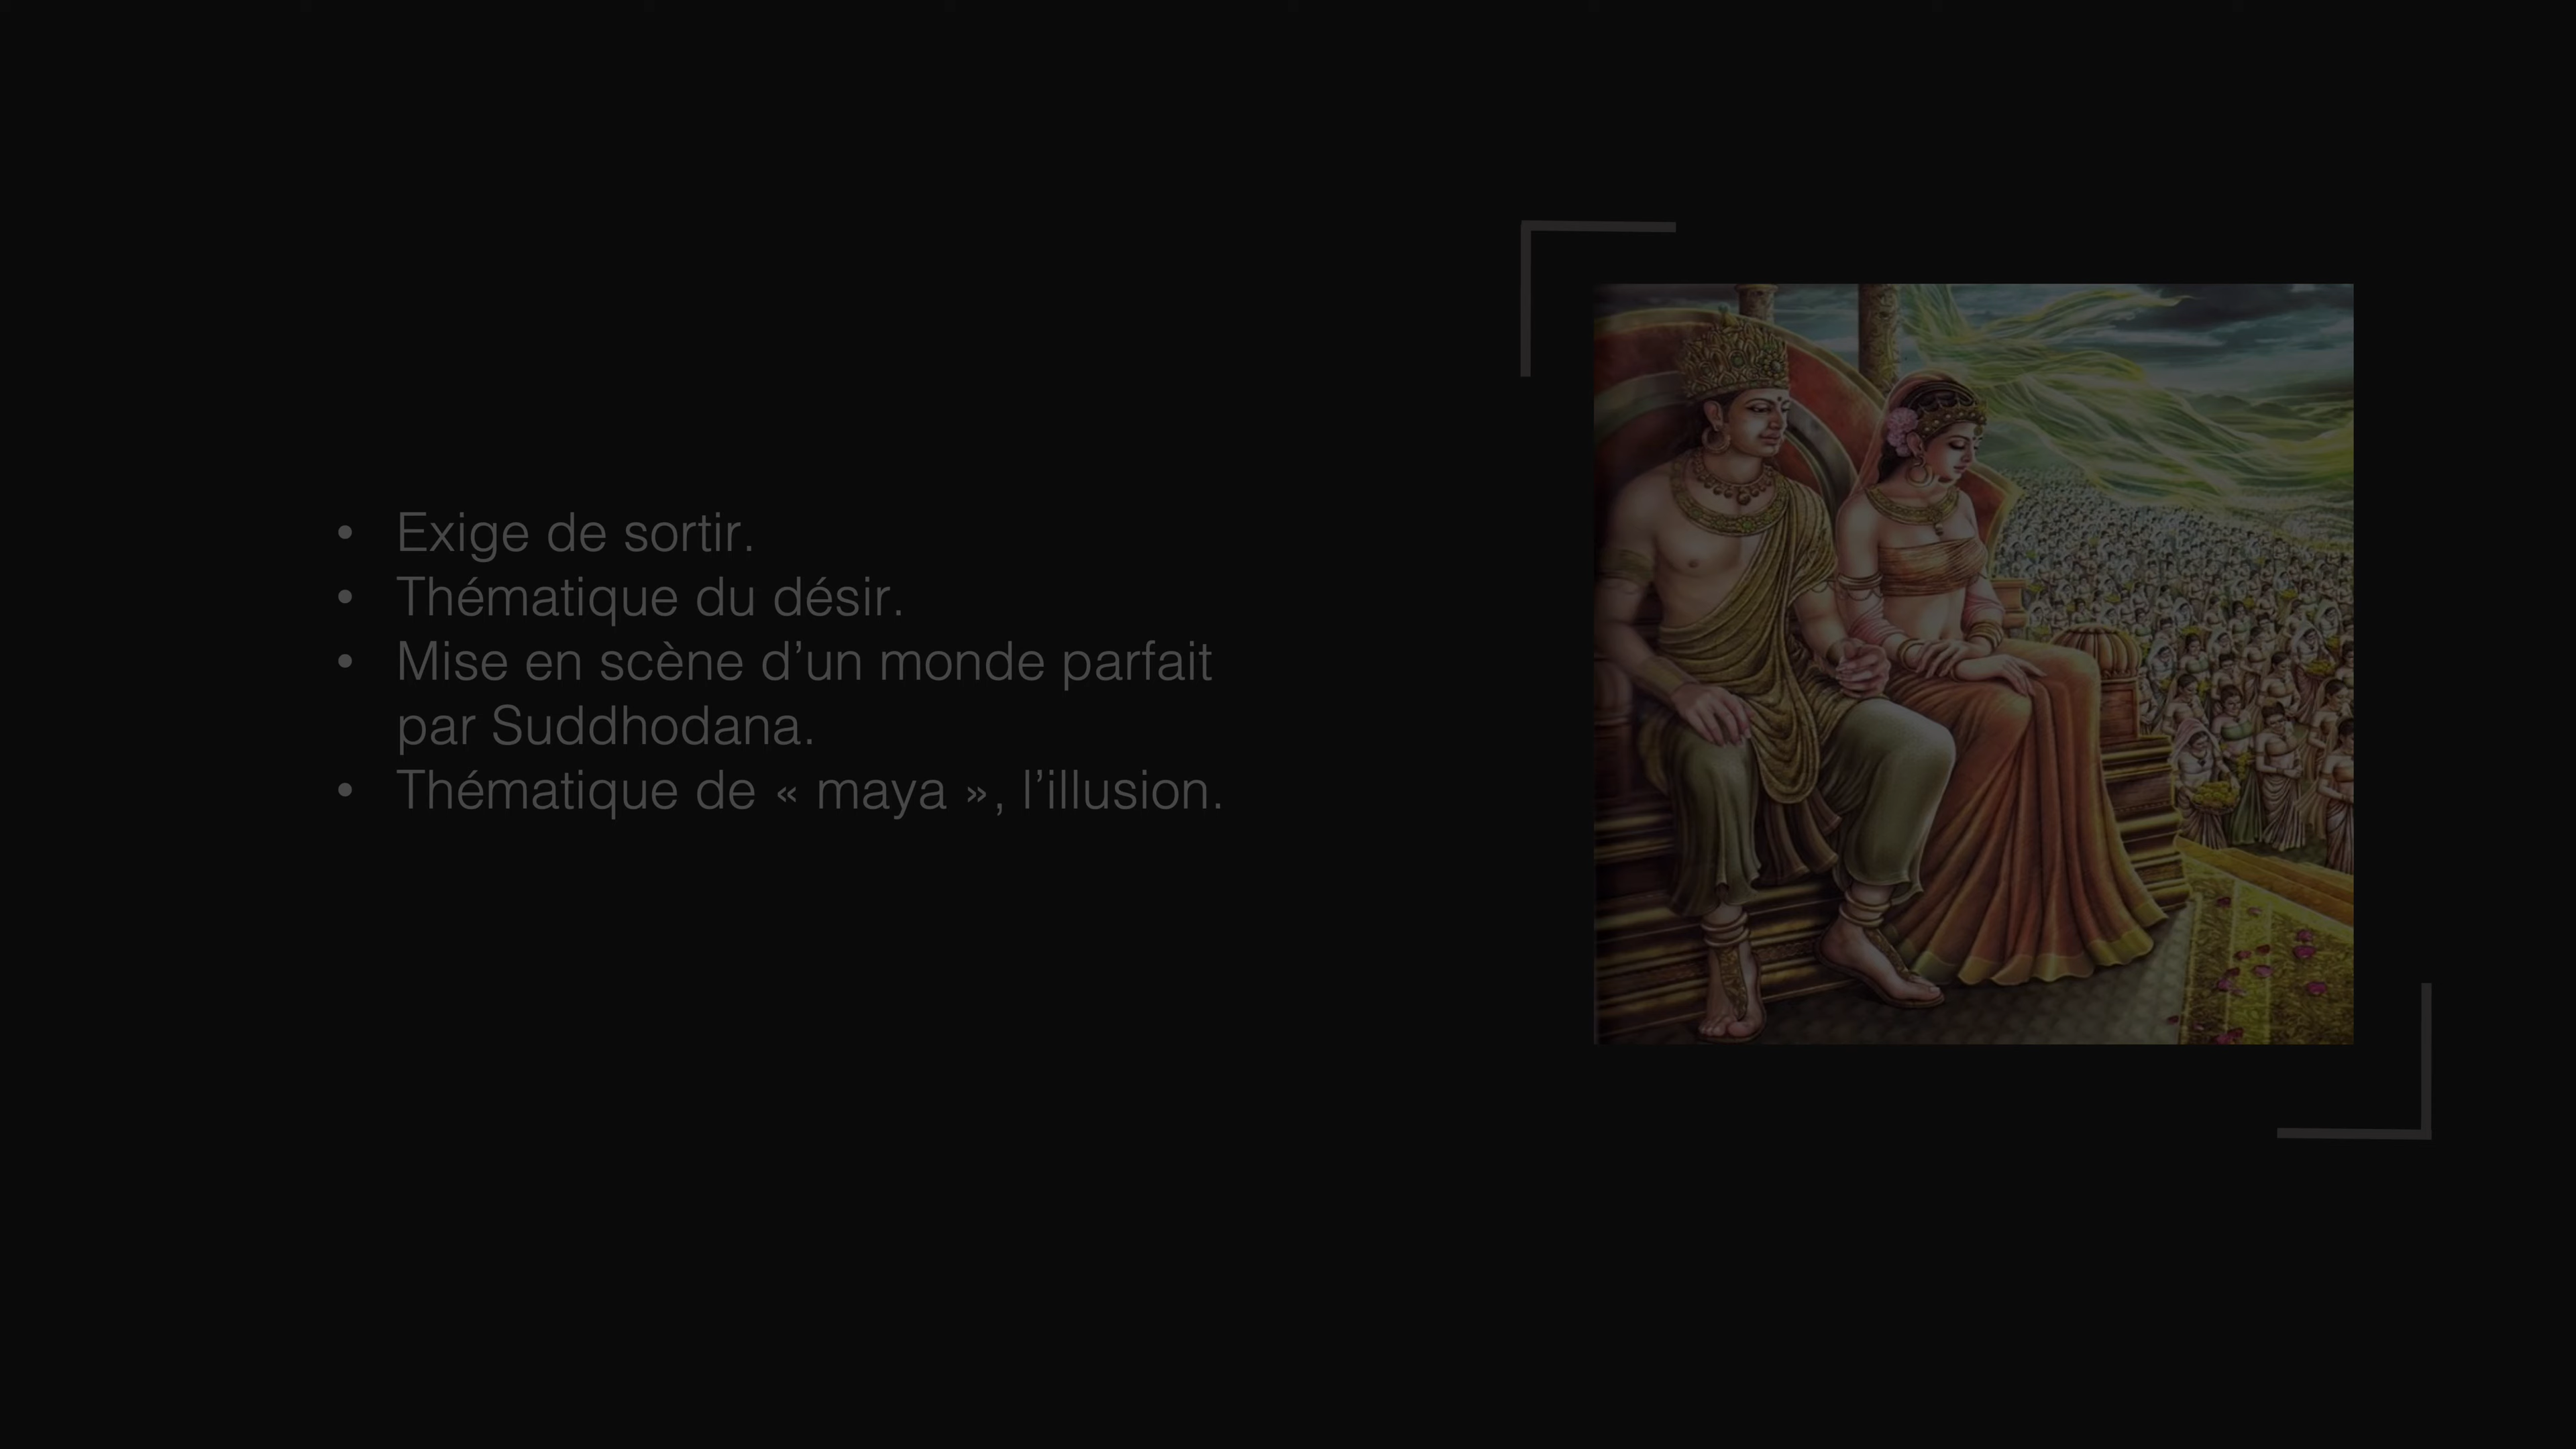 • Exige de sortir.
• Thématique du désir.
• Mise en scène d’un monde parfait
par Suddhodana.
• Thématique de « maya », l’illusion.